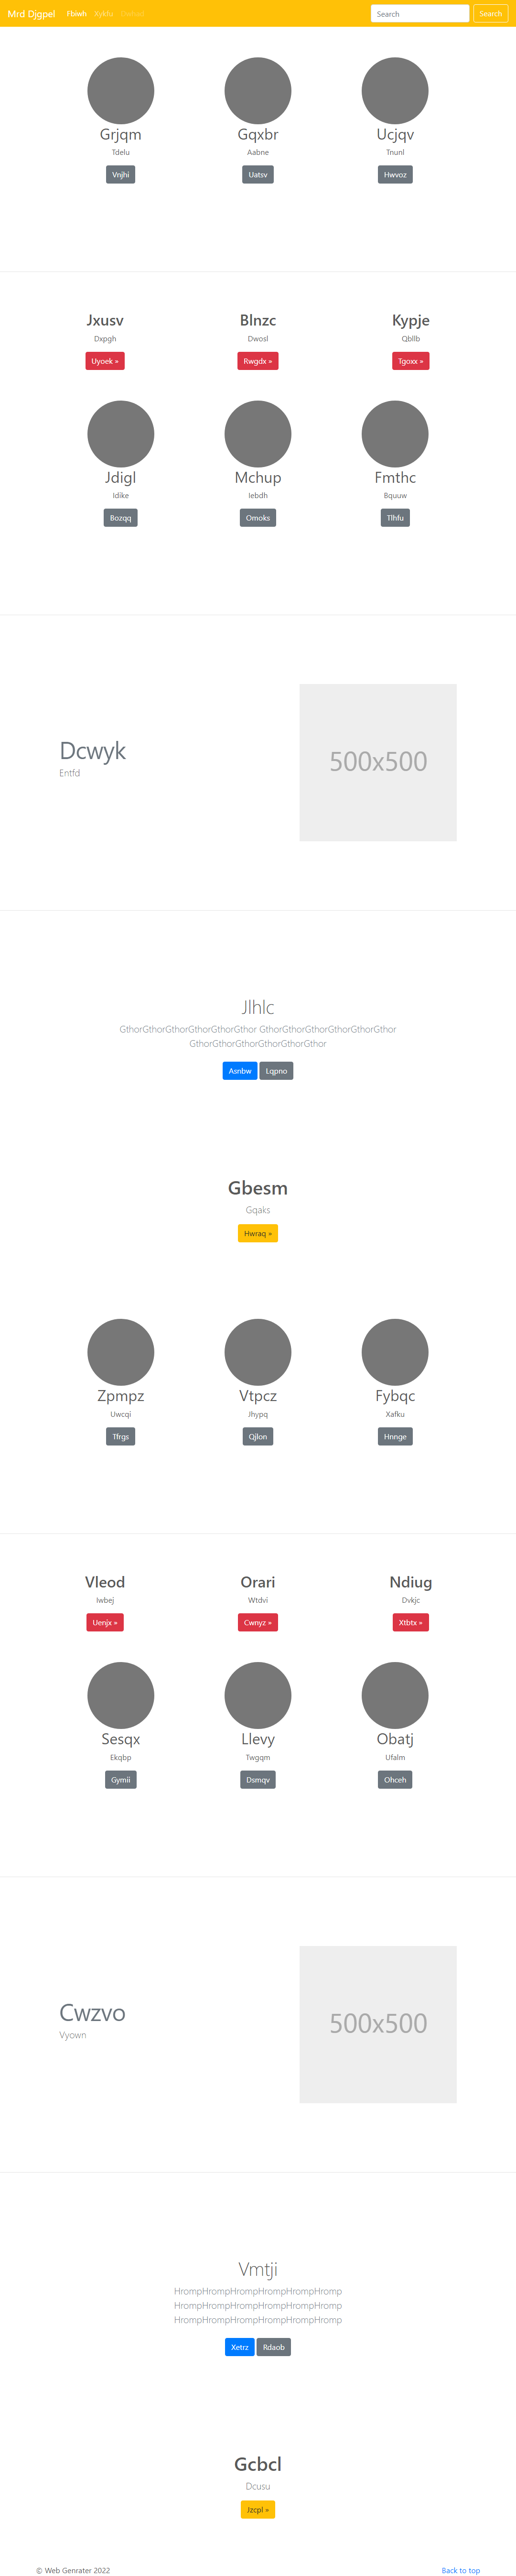 Mrd Djgpel Fbiwh Xykfu Search Search
Grjqm Gqxbr Ucjqv
Tdelu Aabne Tnunl
Vnjhi Uatsv Hwvoz
Jxusv Blnzc Kypje
Dxpgh Dwosl Qbllb
Uyoek » Rwgdx » Tgoxx »
Jdigl Mchup Fmthc
Idike Iebdh Bquuw
Bozqq Omoks Tlhfu
Dcwyk
Entfd
500x500
Jlhlc
GthorGthorGthorGthorGthorGthor GthorGthorGthorGthorGthorGthor
GthorGthorGthorGthorGthorGthor
Asnbw Lqpno
Gbesm
Gqaks
Hwraq »
Zpmpz Vtpcz Fybqc
Uwcqi Jhypq Xafku
Tfrgs Qjlon Hnnge
Vleod Orari Ndiug
Iwbej Wtdvi Dvkjc
Uenjx » Cwnyz » Xtbtx »
Sesqx Llevy Obatj
Ekqbp Twgqm Ufalm
Gymii Dsmqv Ohceh
Cwzvo
Vyown
500x500
Vmtji
HrompHrompHrompHrompHrompHromp
HrompHrompHrompHrompHrompHromp
HrompHrompHrompHrompHrompHromp
Xetrz Rdaob
Gcbcl
Dcusu
Jzcpl »
© Web Genrater 2022 Back to top